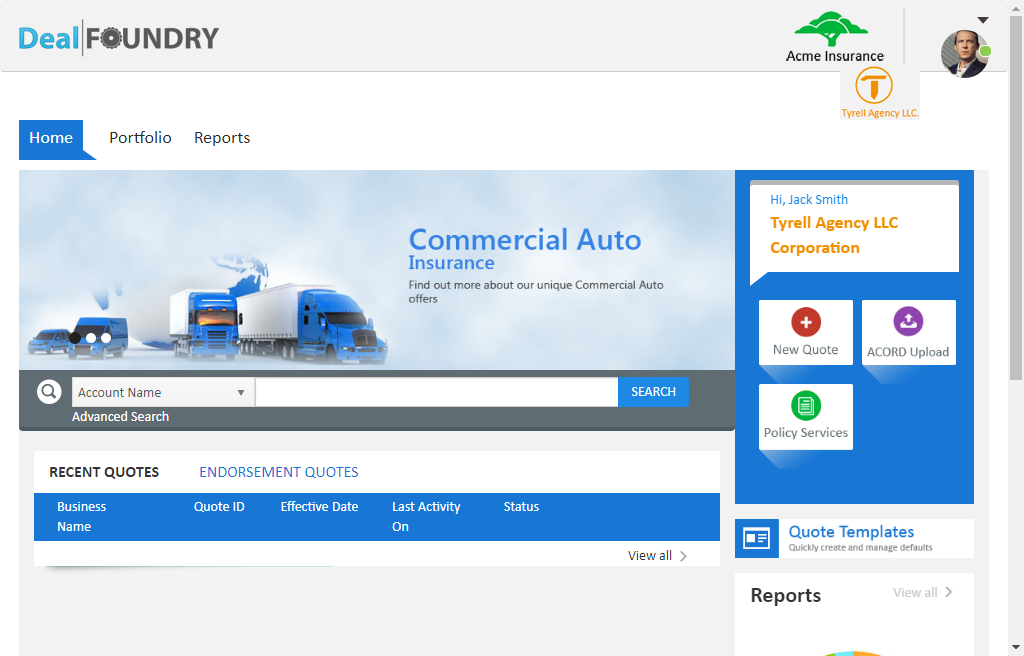 Deal FOUNDRY
Acme Insurance
Tyrell Agency LLC.
Home Portfolio Reports
Commercial Auto
Insurance
Find out more about our unique Commercial Auto
offers
Hi, Jack Smith
Tyrell Agency LLC
Corporation
New Quote
ACORD Upload
Policy Services
Account Name
SEARCH
Advanced Search
RECENT QUOTES ENDORSEMENT QUOTES
Business Name
Quote ID
Effective Date
Last Activity On
Status
View all
Quote Templates
Quickly create and manage defaults
Reports
View all